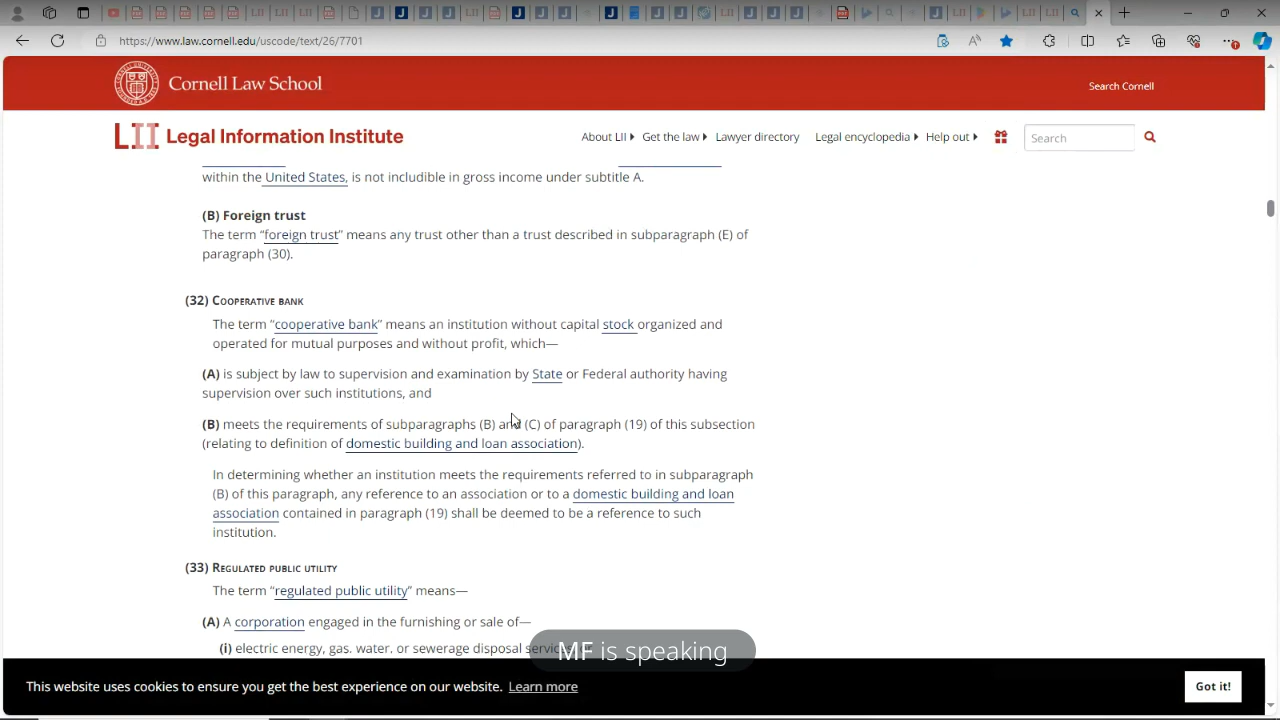 https://www.law.cornell.edu/uscode/text/26/7701
Cornell Law School
Search Cornell
LII Legal Information Institute
About LII Get the law Lawyer directory Legal encyclopedia Help out Search
within the United States, is not includible in gross income under subtitle A.
(B) Foreign trust
The term “foreign trust” means any trust other than a trust described in subparagraph (E) of
paragraph (30).
(32) Cooperative bank
The term “cooperative bank” means an institution without capital stock organized and
operated for mutual purposes and without profit, which—
(A) is subject by law to supervision and examination by State or Federal authority having
supervision over such institutions, and
(B) meets the requirements of subparagraphs (B) and (C) of paragraph (19) of this subsection
(relating to definition of domestic building and loan association).
In determining whether an institution meets the requirements referred to in subparagraph
(B) of this paragraph, any reference to an association or to a domestic building and loan
association contained in paragraph (19) shall be deemed to be a reference to such
institution.
(33) Regulated public utility
The term “regulated public utility” means—
(A) A corporation engaged in the furnishing or sale of—
(i) electric energy, gas, water, or sewerage disposal
MF is speaking
This website uses cookies to ensure you get the best experience on our website. Learn more
Got it!